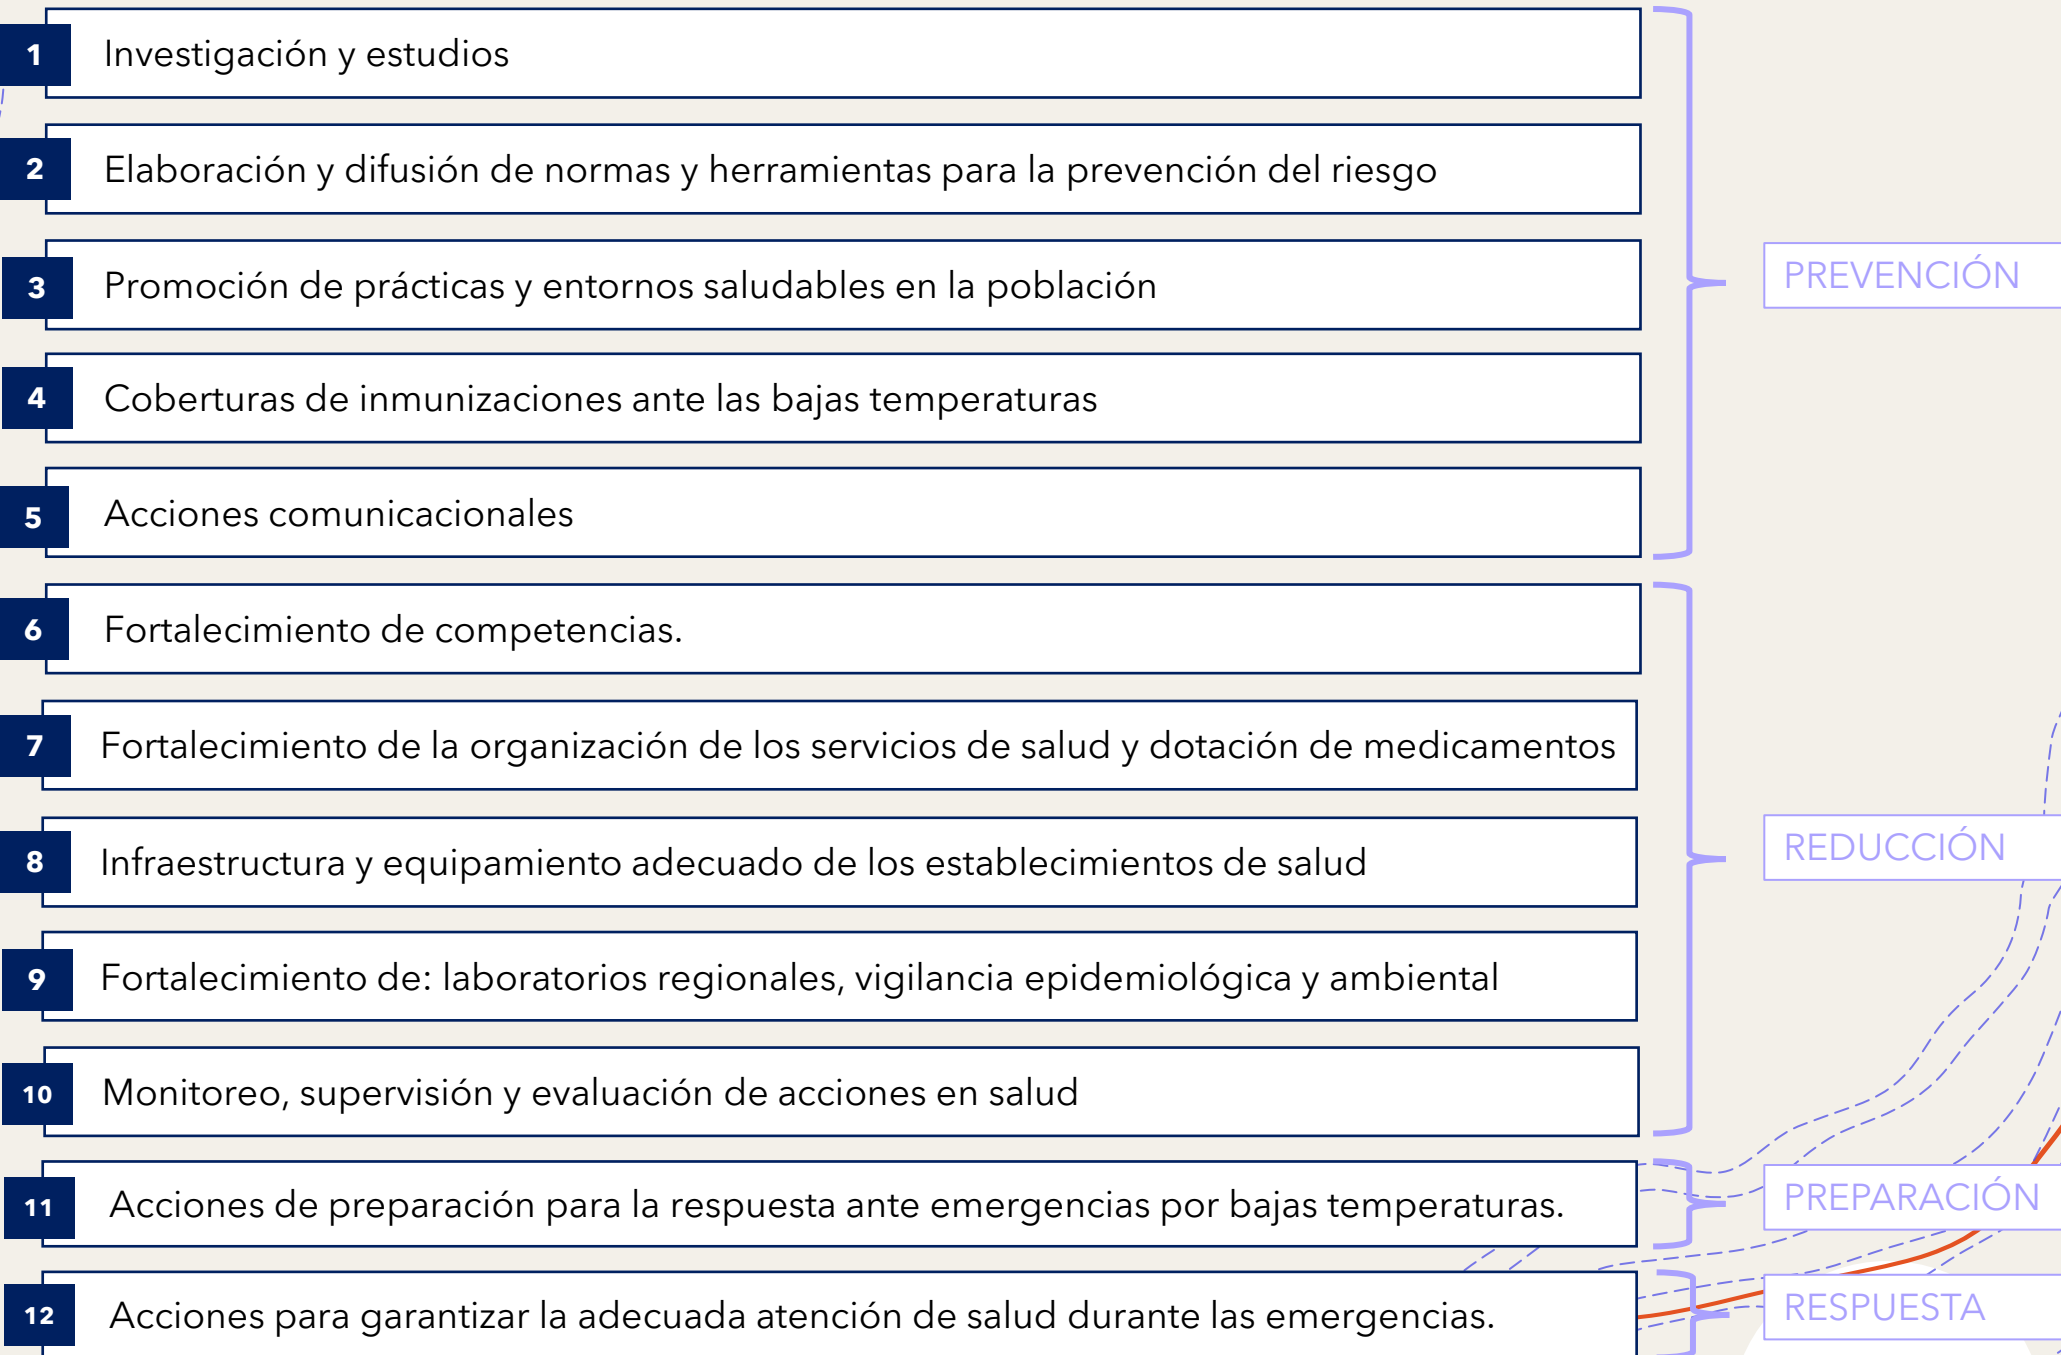 1 Investigación y estudios
2 Elaboración y difusión de normas y herramientas para la prevención del riesgo
3 Promoción de prácticas y entornos saludables en la población
PREVENCIÓN
4 Coberturas de inmunizaciones ante las bajas temperaturas
5 Acciones comunicacionales
6 Fortalecimiento de competencias.
7 Fortalecimiento de la organización de los servicios de salud y dotación de medicamentos
8 Infraestructura y equipamiento adecuado de los establecimientos de salud
REDUCCIÓN
9 Fortalecimiento de: laboratorios regionales, vigilancia epidemiológica y ambiental
10 Monitoreo, supervisión y evaluación de acciones en salud
11 Acciones de preparación para la respuesta ante emergencias por bajas temperaturas.
PREPARACIÓN
12 Acciones para garantizar la adecuada atención de salud durante las emergencias.
RESPUESTA